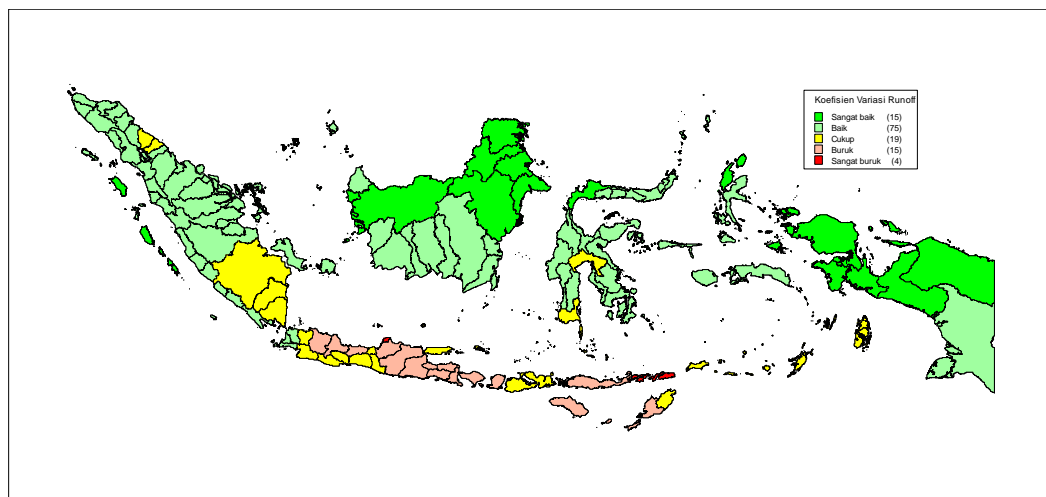 Koefisien Variasi Runoff
Sangat baik (15)
Baik (75)
Cukup (19)
Buruk (15)
Sangat buruk (4)